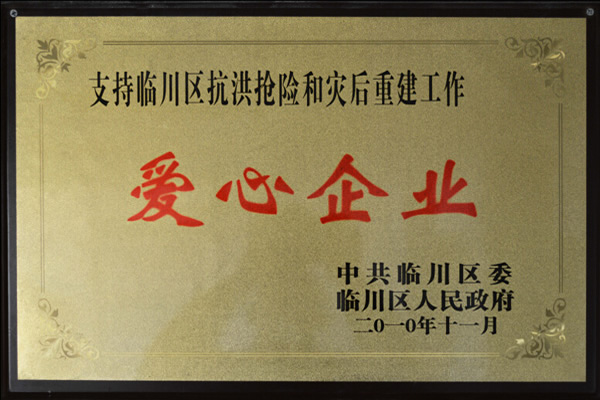 支持临川区抗洪抢险和灾后重建工作
爱心企业
中共临川区委
临川区人民政府
二0一0年十一月